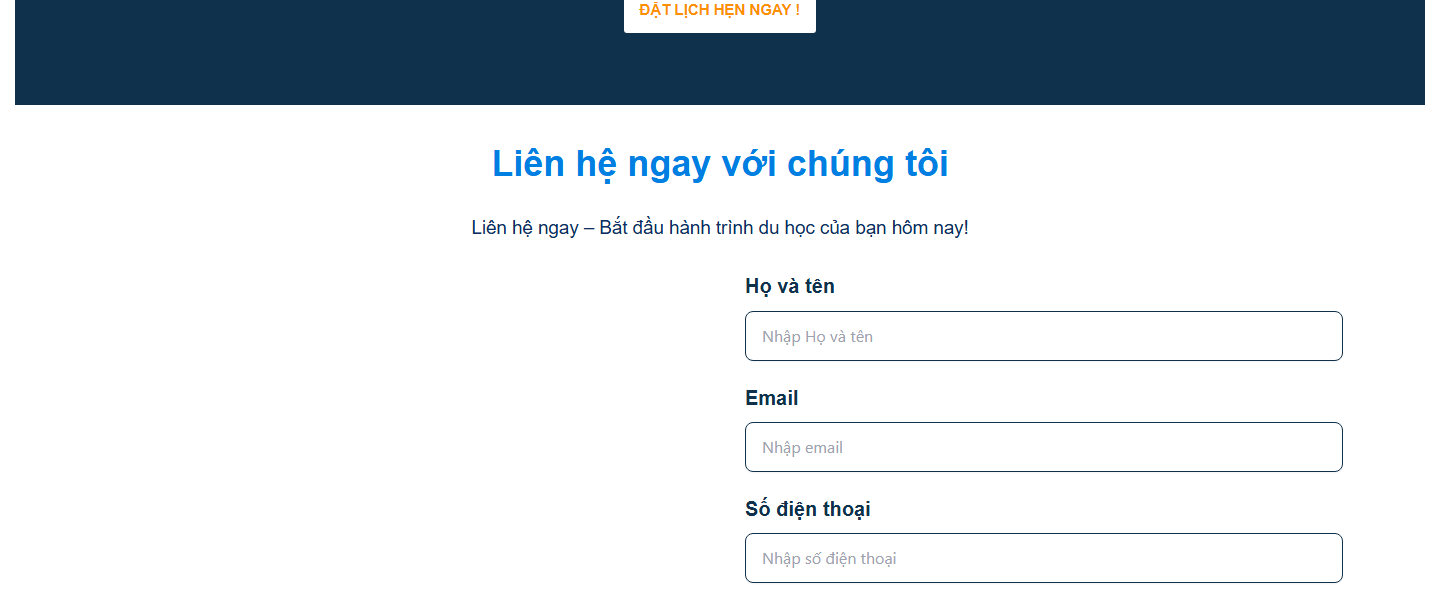 ĐẶT LỊCH HẸN NGAY !
Liên hệ ngay với chúng tôi
Liên hệ ngay – Bắt đầu hành trình du học của bạn hôm nay!
Họ và tên
Nhập Họ và tên
Email
Nhập email
Số điện thoại
Nhập số điện thoại